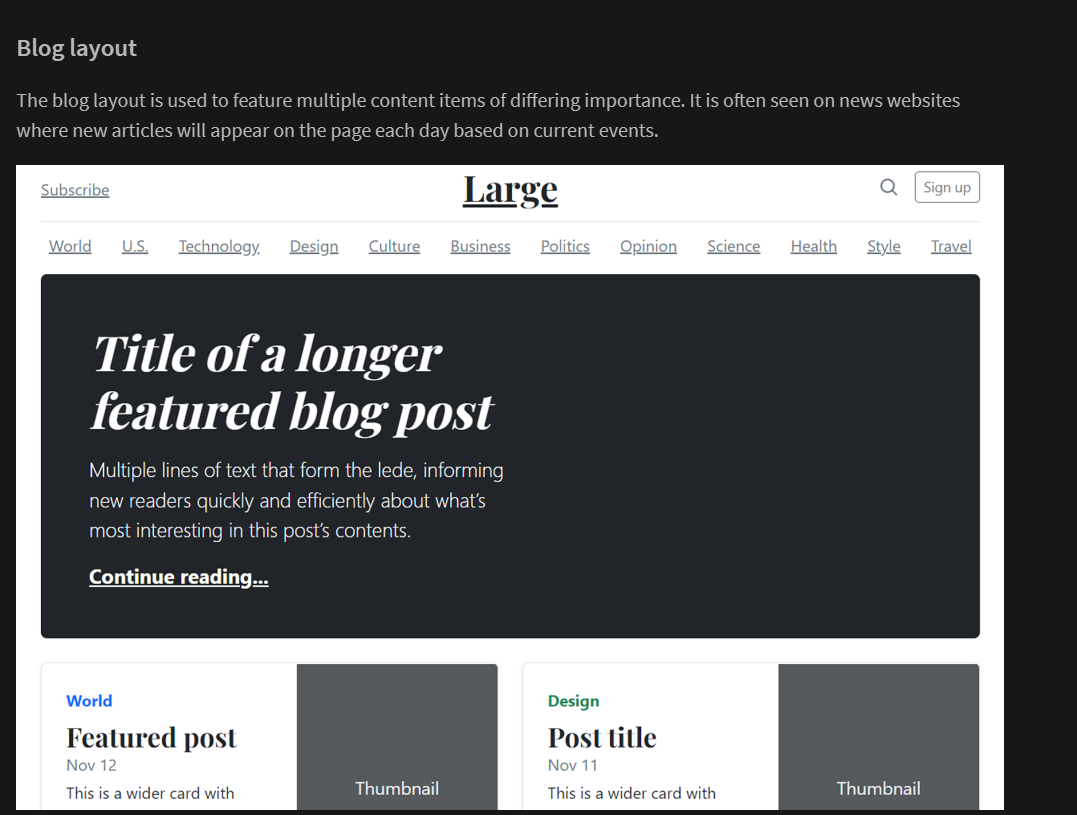 Blog layout
The blog layout is used to feature multiple content items of differing importance. It is often seen on news websites
where new articles will appear on the page each day based on current events.
Subscribe Large Sign up
World U.S. Technology Design Culture Business Politics Opinion Science Health Style Travel
Title of a longer
featured blog post
Multiple lines of text that form the lede, informing
new readers quickly and efficiently about what's
most interesting in this post's contents.
Continue reading...
World
Featured post
Nov 12
This is a wider card with
Thumbnail
Design
Post title
Nov 11
This is a wider card with
Thumbnail